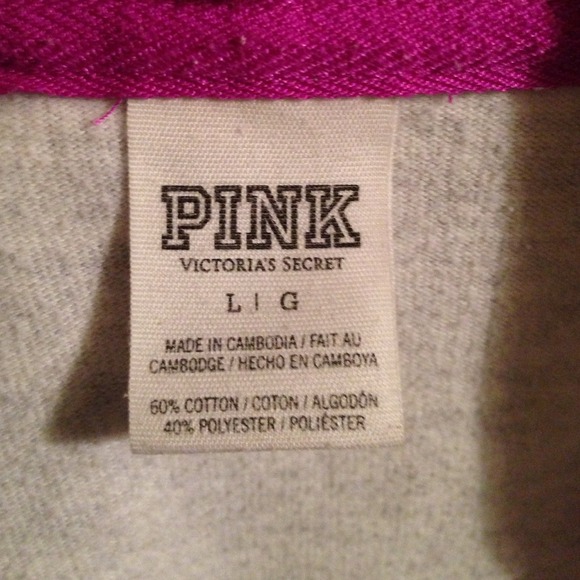 PINK
VICTORIA'S SECRET
L | G
MADE IN CAMBODIA / FAIT AU
CAMBODGE / HECHO EN CAMBOYA
60% COTTON / COTON / ALGODÓN
40% POLYESTER / POLIÉSTER